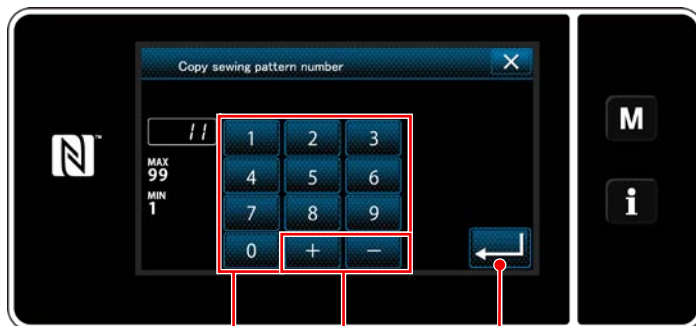 Copy sewing pattern number
11
MAX
99
MIN
1
1 2 3
4 5 6
7 8 9
0 + −
M
i
N